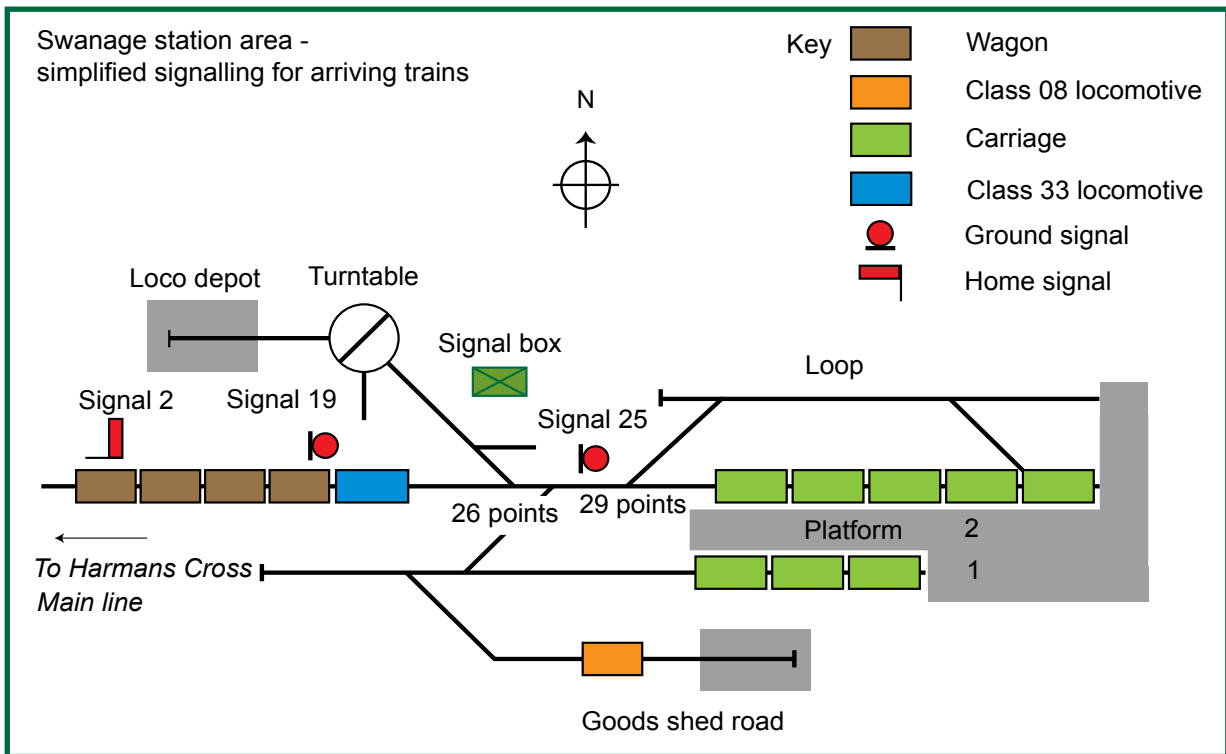 Swanage station area -
simplified signalling for arriving trains
Key
Wagon
Class 08 locomotive
Carriage
Class 33 locomotive
Ground signal
Home signal
N
Loco depot
Turntable
Signal box
Loop
Signal 2
Signal 19
Signal 25
26 points
29 points
Platform
2
1
To Harmans Cross
Main line
Goods shed road